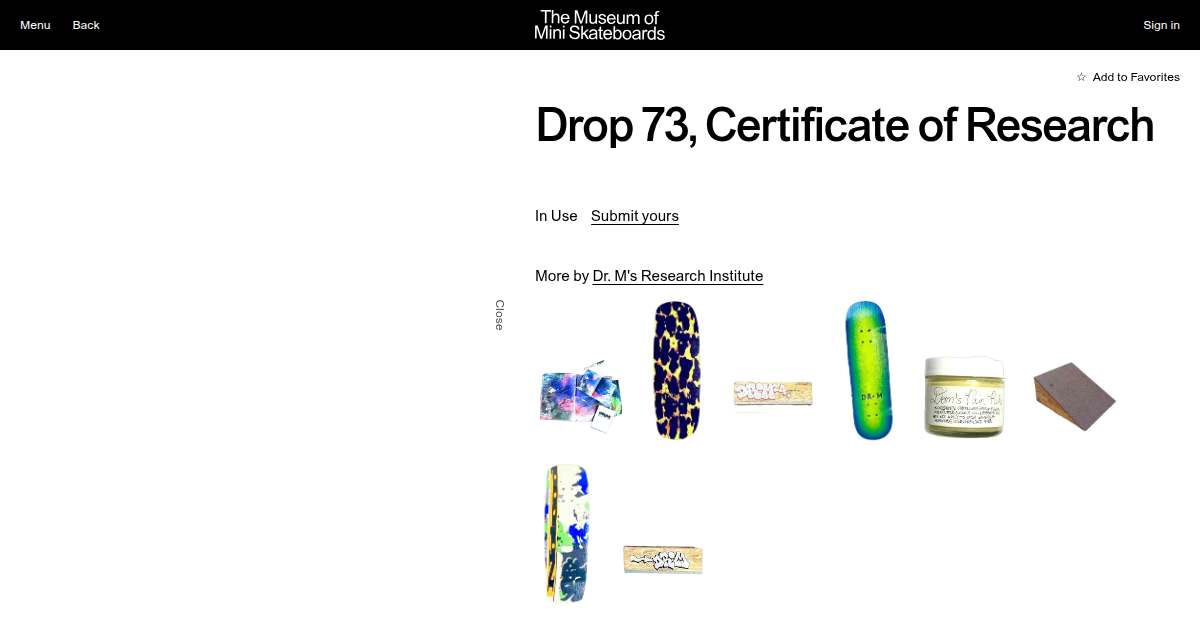 Menu
Back
The Museum of
Mini Skateboards
Sign in
☆ Add to Favorites
Drop 73, Certificate of Research
In Use Submit yours
More by Dr. M's Research Institute
Close
DR•M